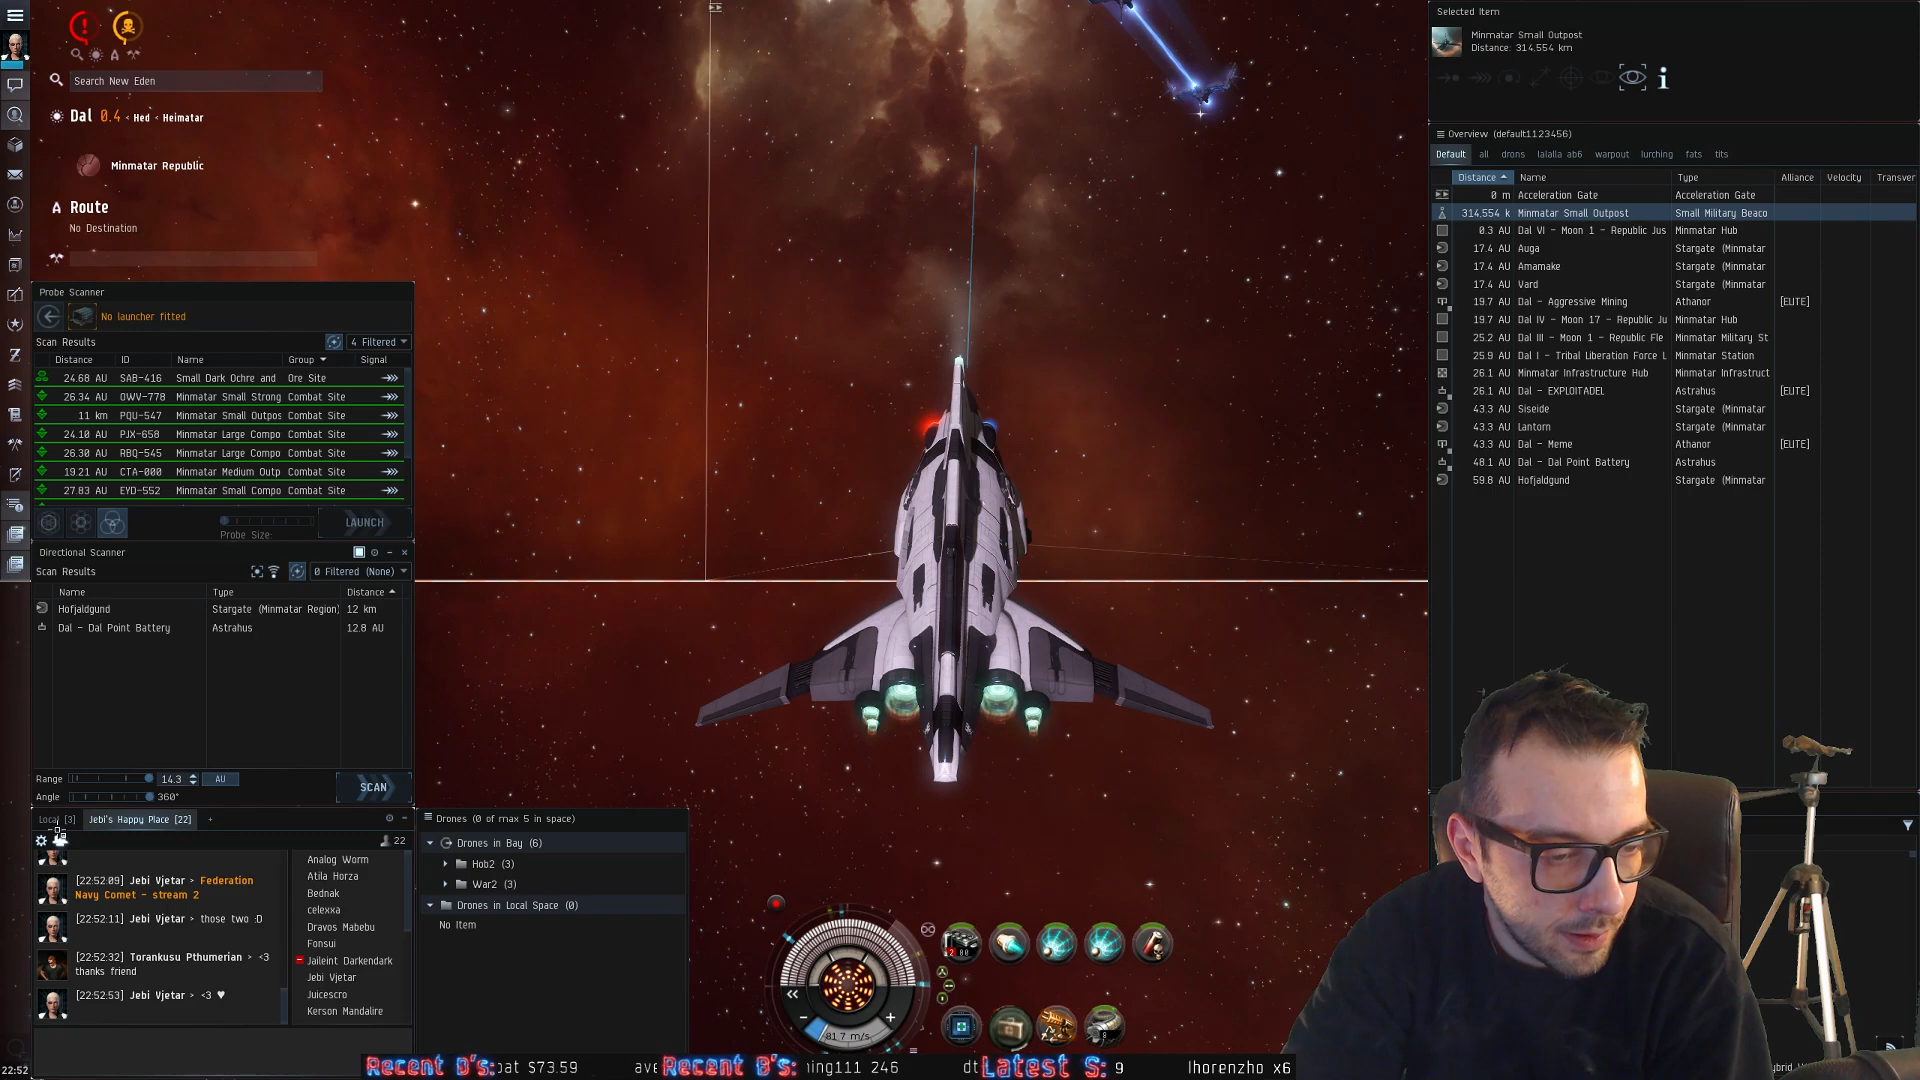 Search New Eden
Dal 0.4 < Hed < Heimatar
Minmatar Republic
A Route
No Destination
Probe Scanner
No launcher fitted
Scan Results
4 Filtered
Distance ID Name Group Signal
24.68 AU SAB-416 Small Dark Ochre and Ore Site
26.34 AU OWV-778 Minmatar Small Strong Combat Site
11 km PQU-547 Minmatar Small Outpos Combat Site
24.10 AU PJX-658 Minmatar Large Compo Combat Site
26.30 AU RBQ-545 Minmatar Large Compo Combat Site
19.21 AU CTA-000 Minmatar Medium Outp Combat Site
27.83 AU EYD-552 Minmatar Small Compo Combat Site
Probe Size:
LAUNCH
Directional Scanner
Scan Results
0 Filtered (None)
Name Type Distance
Hofjaldgund Stargate (Minmatar Region) 12 km
Dal - Dal Point Battery Astrahus 12.8 AU
Range 14.3 AU
Angle 360°
SCAN
Local [3] Jebi's Happy Place [22] +
22
[22:52:09] Jebi Vjetar > Federation
Navy Comet - stream 2
[22:52:11] Jebi Vjetar > those two :D
[22:52:32] Torankusu Pthumerian > <3
thanks friend
[22:52:53] Jebi Vjetar > <3 ♥
Analog Worm
Atila Horza
Bednak
celexxa
Dravos Mabebu
Fonsui
Jaileint Darkendark
Jebi Vjetar
Juicescro
Kerson Mandalire
22:52
Drones (0 of max 5 in space)
Drones in Bay (6)
Hob2 (3)
War2 (3)
Drones in Local Space (0)
No Item
80
8
81.7 m/s
Recent D's: oat $73.59 ave Recent B's: ning111 246 dt Latest S: 9 lhorenzho x6
Selected Item
Minmatar Small Outpost
Distance: 314.554 km
Overview (default1123456)
Default all drons lalalla ab6 warpout lurching fats tits
Distance Name Type Alliance Velocity Transver
0 m Acceleration Gate Acceleration Gate
314.554 k Minmatar Small Outpost Small Military Beaco
0.3 AU Dal VI - Moon 1 - Republic Jus Minmatar Hub
17.4 AU Auga Stargate (Minmatar
17.4 AU Amamake Stargate (Minmatar
17.4 AU Vard Stargate (Minmatar
19.7 AU Dal - Aggressive Mining Athanor [ELITE]
19.7 AU Dal IV - Moon 17 - Republic Ju Minmatar Hub
25.2 AU Dal III - Moon 1 - Republic Fle Minmatar Military St
25.9 AU Dal I - Tribal Liberation Force L Minmatar Station
26.1 AU Minmatar Infrastructure Hub Minmatar Infrastruct
26.1 AU Dal - EXPLOITADEL Astrahus [ELITE]
43.3 AU Siseide Stargate (Minmatar
43.3 AU Lantorn Stargate (Minmatar
43.3 AU Dal - Meme Athanor [ELITE]
48.1 AU Dal - Dal Point Battery Astrahus
59.8 AU Hofjaldgund Stargate (Minmatar